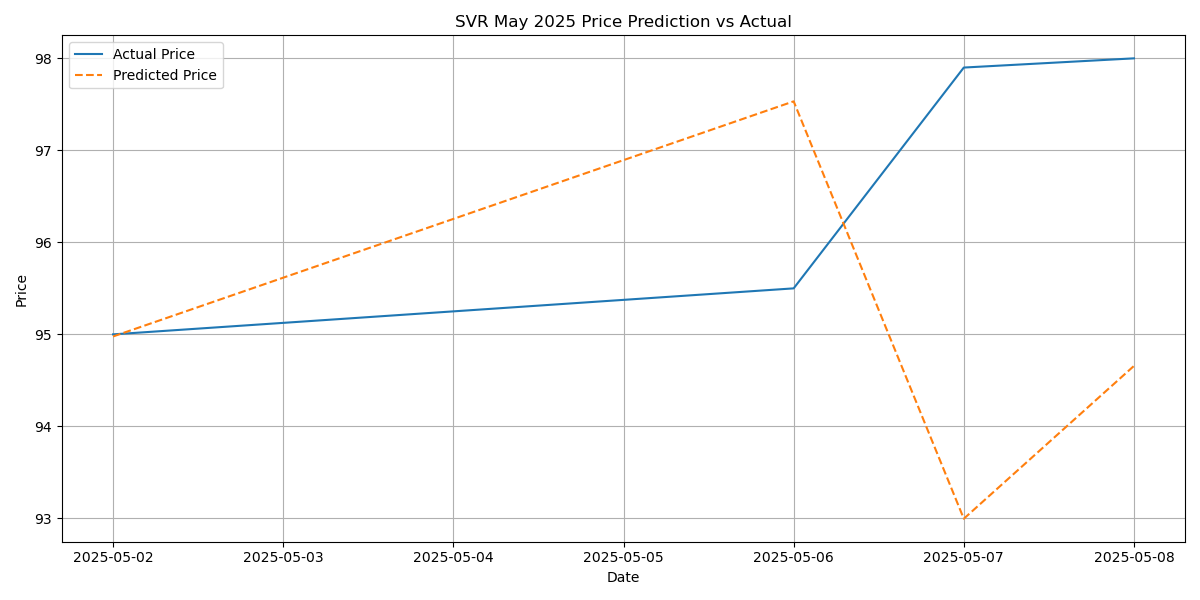 SVR May 2025 Price Prediction vs Actual
Actual Price
Predicted Price
98
97
96
95
94
93
Price
2025-05-02 2025-05-03 2025-05-04 2025-05-05 2025-05-06 2025-05-07 2025-05-08
Date